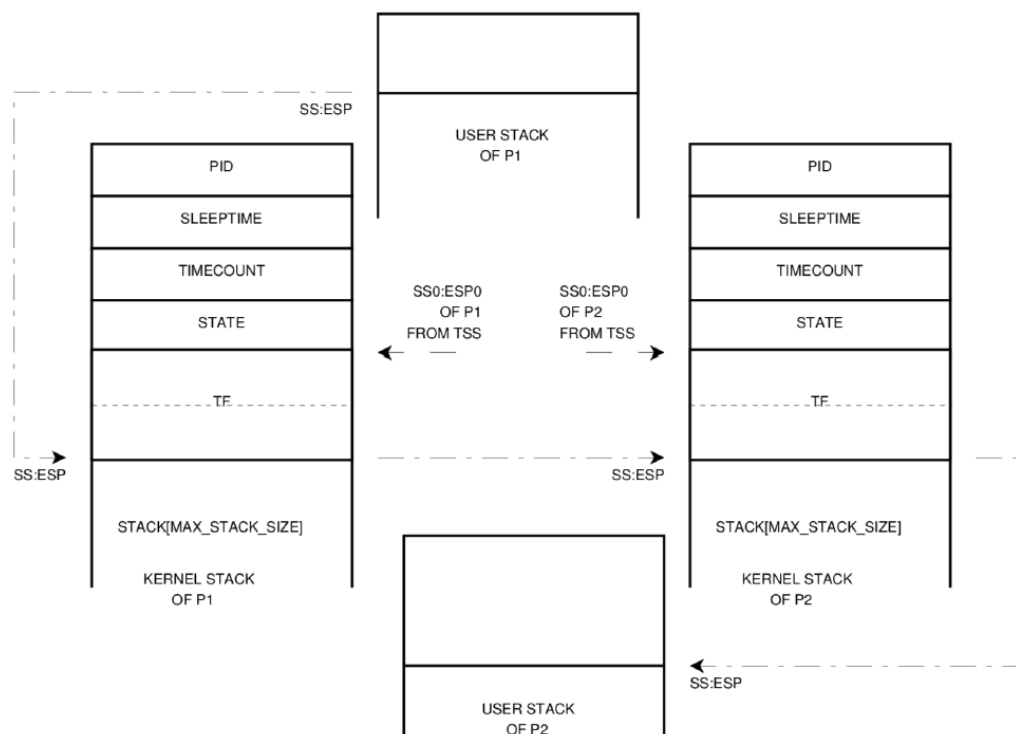 SS:ESP
USER STACK
OF P1
PID
SLEEPTIME
TIMECOUNT
STATE
TF
SS:ESP
STACK[MAX_STACK_SIZE]
KERNEL STACK
OF P1
SS0:ESP0
OF P1
FROM TSS
SS0:ESP0
OF P2
FROM TSS
SS:ESP
PID
SLEEPTIME
TIMECOUNT
STATE
TF
STACK[MAX_STACK_SIZE]
KERNEL STACK
OF P2
SS:ESP
USER STACK
OF P2